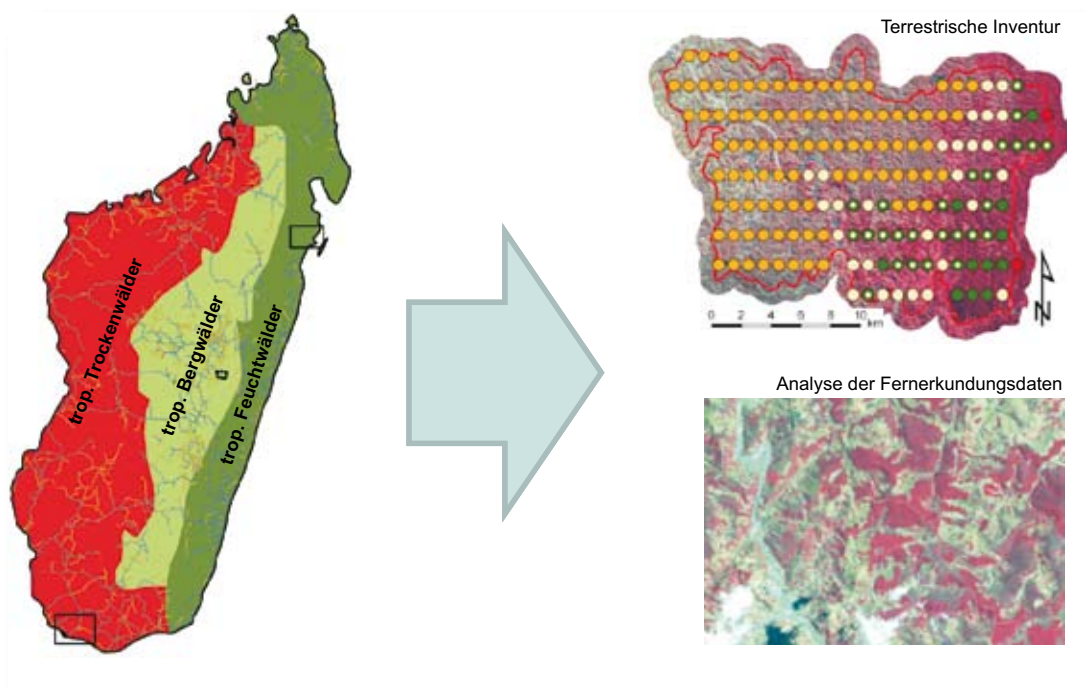 Terrestrische Inventur
trop. Trockenwälder
trop. Bergwälder
trop. Feuchtwälder
0 2 4 6 8 10
km
N
Analyse der Fernerkundungsdaten